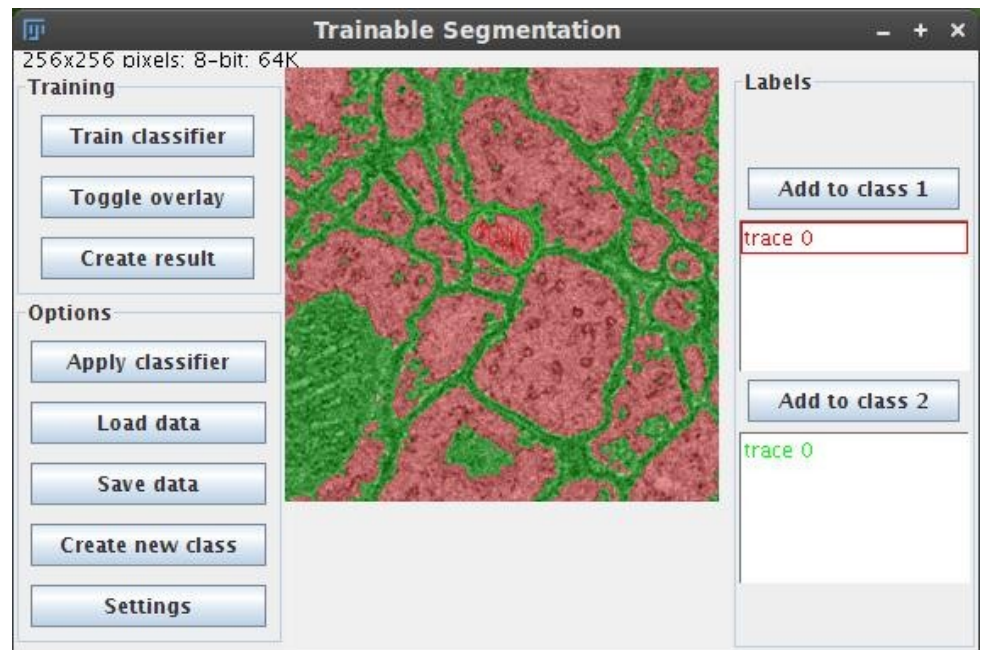 Trainable Segmentation
256x256 pixels; 8-bit; 64K
Training
Train classifier
Toggle overlay
Create result
Options
Apply classifier
Load data
Save data
Create new class
Settings
Labels
Add to class 1
trace 0
Add to class 2
trace 0